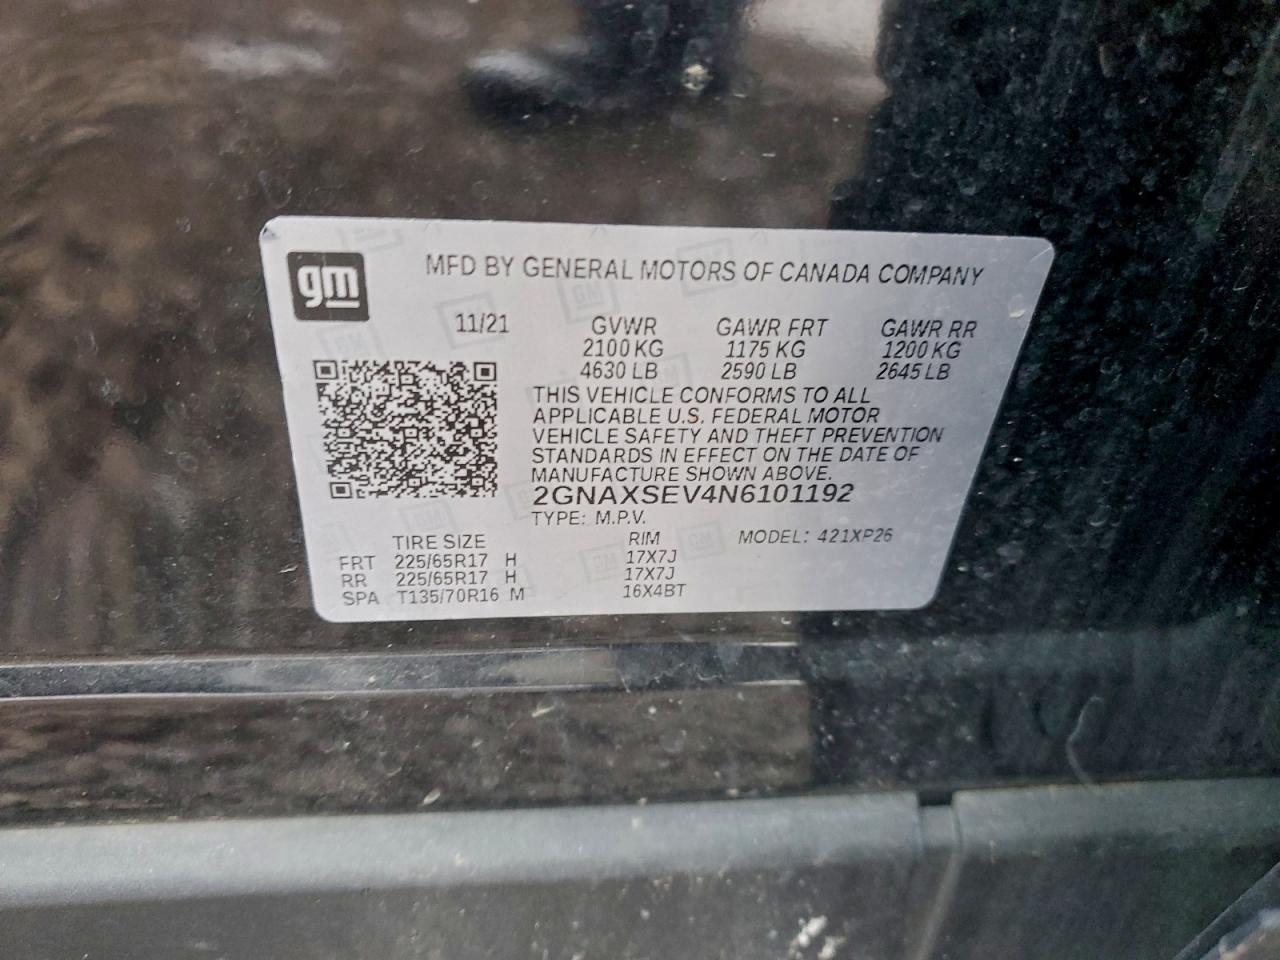 gm
MFD BY GENERAL MOTORS OF CANADA COMPANY
11/21 GVWR GAWR FRT GAWR RR
2100 KG 1175 KG 1200 KG
4630 LB 2590 LB 2645 LB
THIS VEHICLE CONFORMS TO ALL
APPLICABLE U.S. FEDERAL MOTOR
VEHICLE SAFETY AND THEFT PREVENTION
STANDARDS IN EFFECT ON THE DATE OF
MANUFACTURE SHOWN ABOVE.
2GNAXSEV4N6101192
TYPE: M.P.V.
TIRE SIZE RIM MODEL: 421XP26
FRT 225/65R17 H 17X7J
RR 225/65R17 H 17X7J
SPA T135/70R16 M 16X4BT